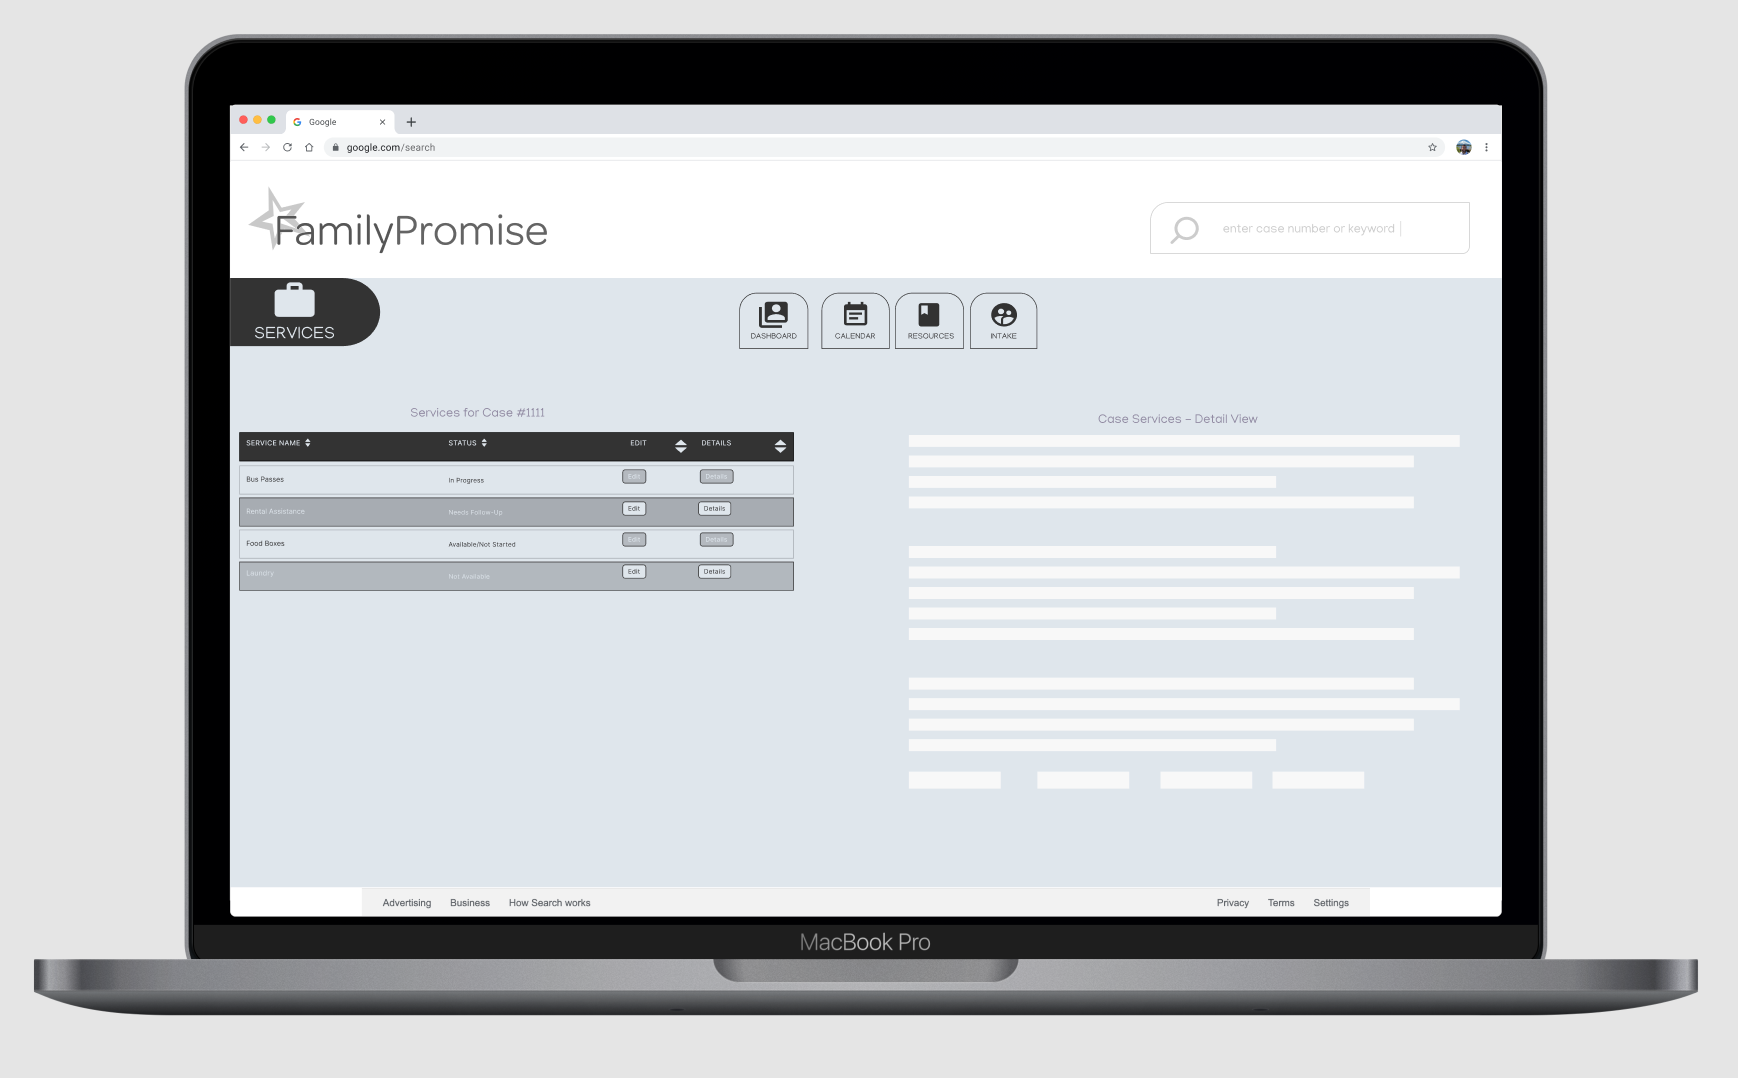 Google
google.com/search
FamilyPromise
enter case number or keyword
SERVICES
DASHBOARD
CALENDAR
RESOURCES
INTAKE
Services for Case #1111
SERVICE NAME STATUS EDIT DETAILS
Bus Passes In Progress Edit Details
Rental Assistance Needs Follow-Up Edit Details
Food Boxes Available/Not Started Edit Details
Laundry Not Available Edit Details
Case Services - Detail View
Advertising Business How Search works Privacy Terms Settings
MacBook Pro